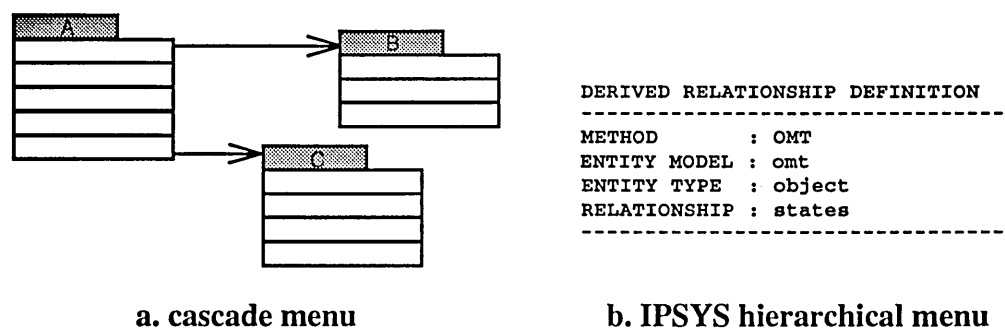 A
B
C
DERIVED RELATIONSHIP DEFINITION
---------------------------------
METHOD : OMT
ENTITY MODEL : omt
ENTITY TYPE : object
RELATIONSHIP : states
---------------------------------
a. cascade menu
b. IPSYS hierarchical menu